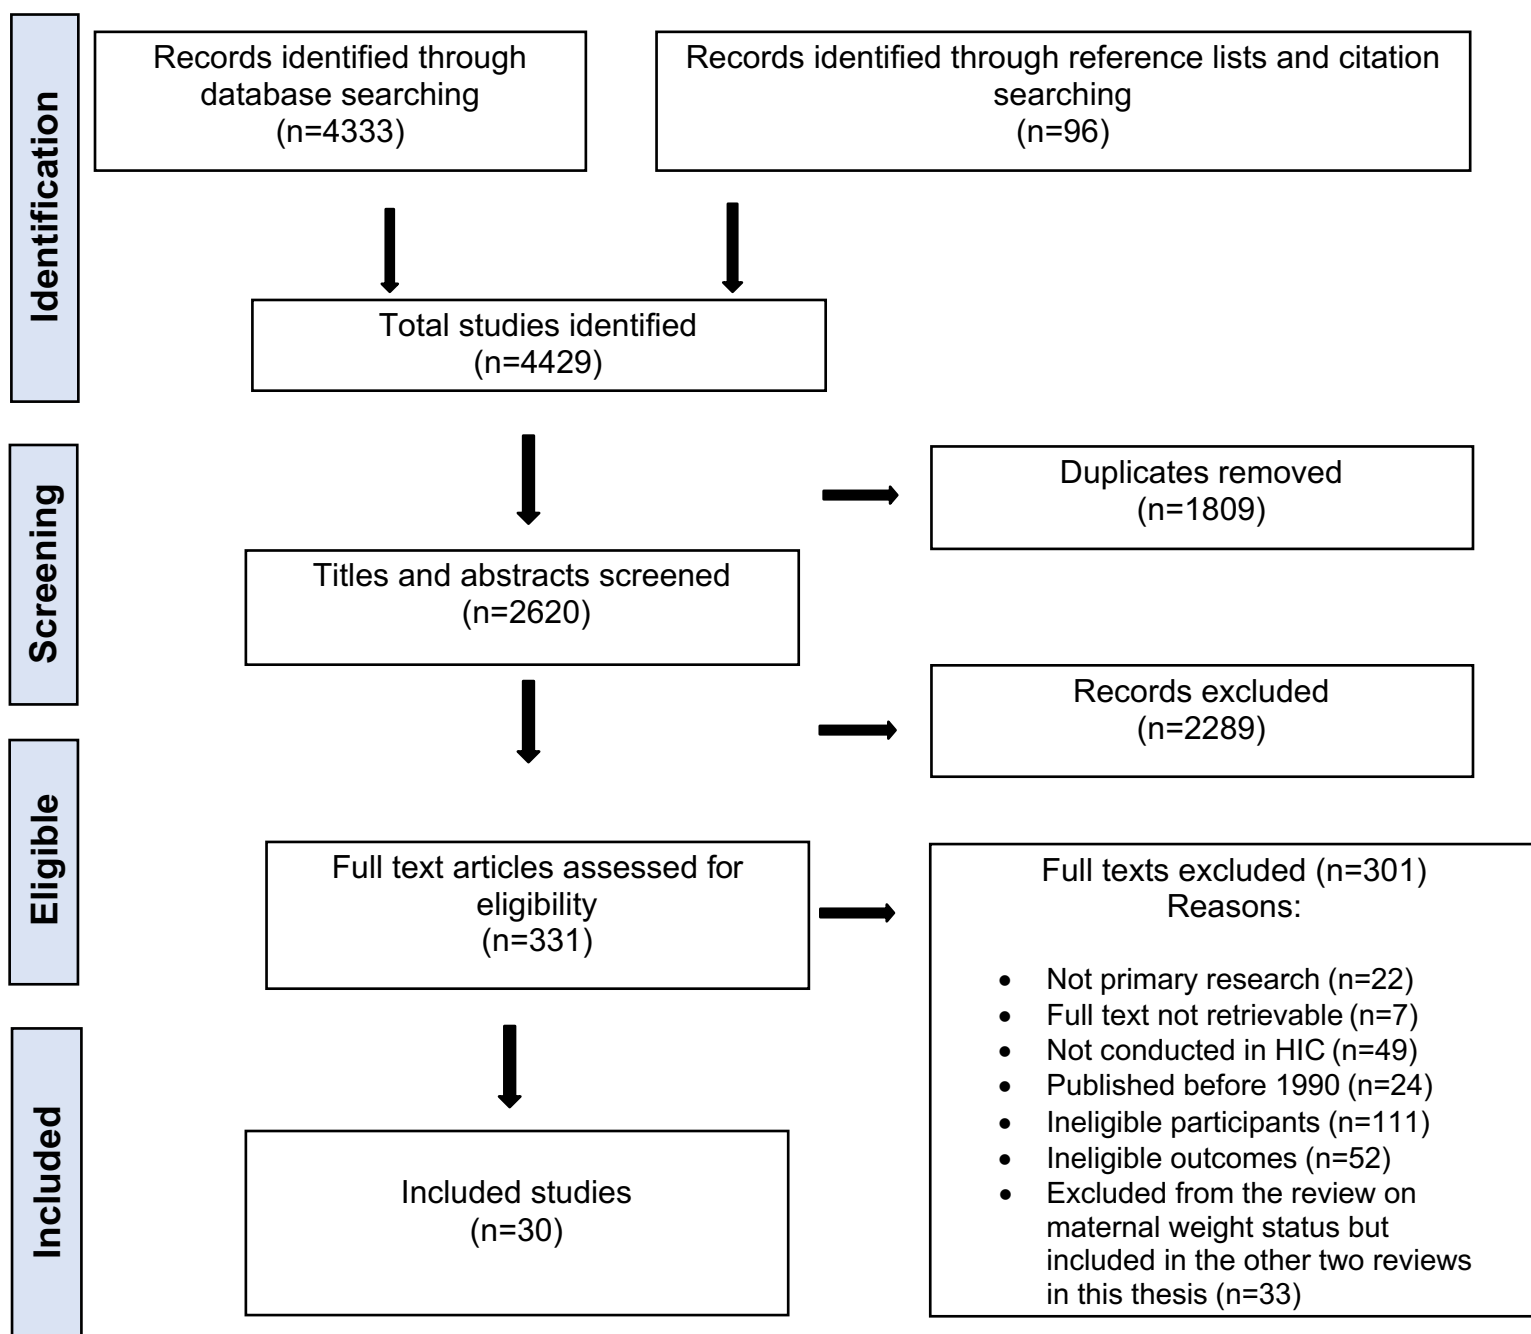 Identification
Records identified through
database searching
(n=4333)
Records identified through reference lists and citation
searching
(n=96)
Total studies identified
(n=4429)
Screening
Duplicates removed
(n=1809)
Titles and abstracts screened
(n=2620)
Records excluded
(n=2289)
Eligible
Full text articles assessed for
eligibility
(n=331)
Full texts excluded (n=301)
Reasons:
• Not primary research (n=22)
• Full text not retrievable (n=7)
• Not conducted in HIC (n=49)
• Published before 1990 (n=24)
• Ineligible participants (n=111)
• Ineligible outcomes (n=52)
• Excluded from the review on
maternal weight status but
included in the other two reviews
in this thesis (n=33)
Included
Included studies
(n=30)